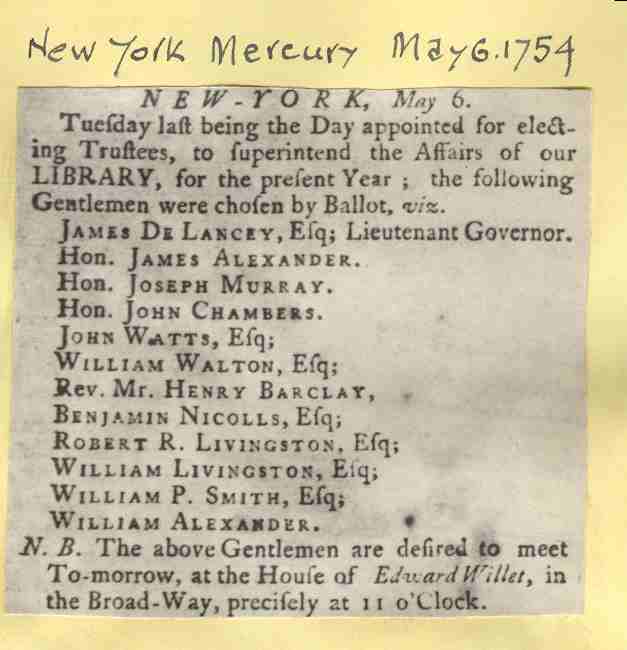 New York Mercury May 6. 1754
NEW-YORK, May 6.
Tueſday laſt being the Day appointed for elect-
ing Truſtees, to ſuperintend the Affairs of our
LIBRARY, for the preſent Year ; the following
Gentlemen were choſen by Ballot, viz.
JAMES DE LANCEY, Eſq; Lieutenant Governor.
Hon. JAMES ALEXANDER.
Hon. JOSEPH MURRAY.
Hon. JOHN CHAMBERS.
JOHN WATTS, Eſq;
WILLIAM WALTON, Eſq;
Rev. Mr. HENRY BARCLAY,
BENJAMIN NICOLLS, Eſq;
ROBERT R. LIVINGSTON, Eſq;
WILLIAM LIVINGSTON, Eſq;
WILLIAM P. SMITH, Eſq;
WILLIAM ALEXANDER.
N. B. The above Gentlemen are deſired to meet
To-morrow, at the Houſe of Edward Willet, in
the Broad-Way, preciſely at 11 o'Clock.